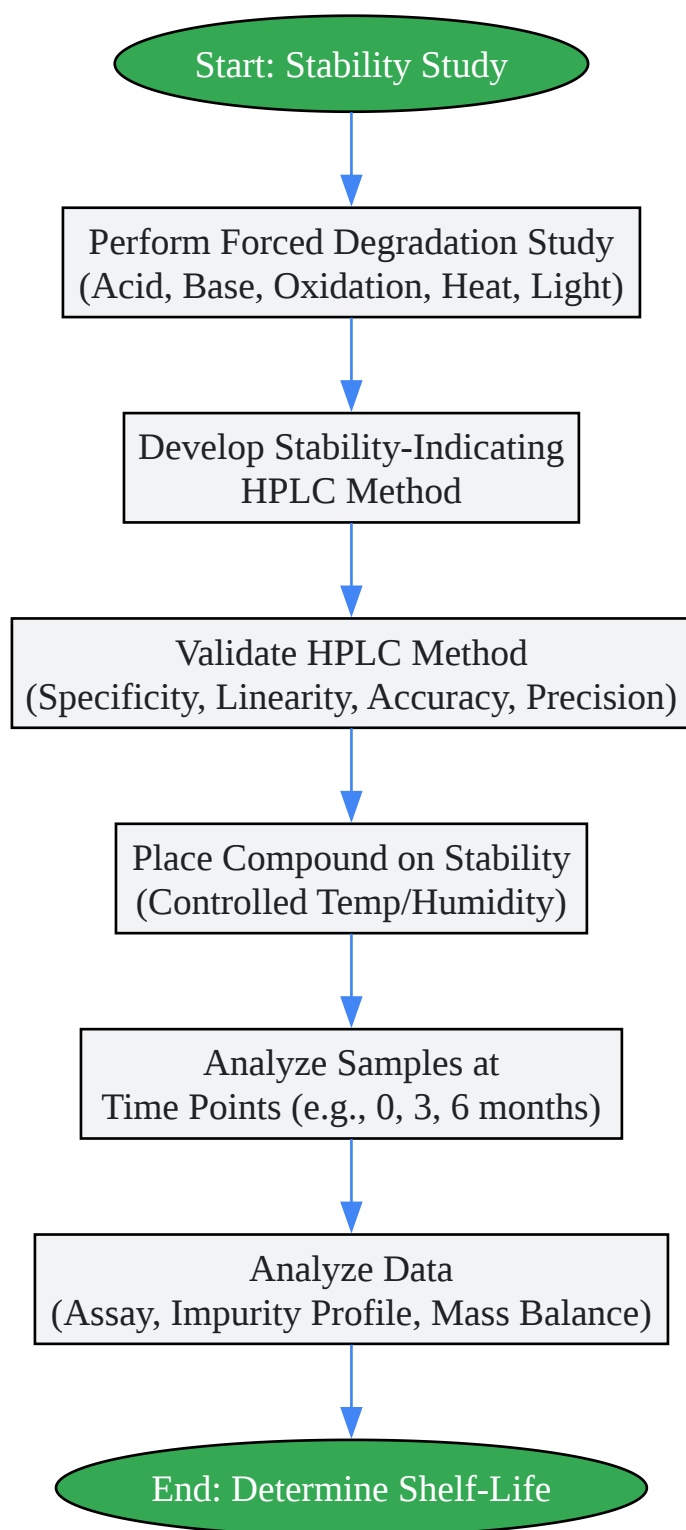 Start: Stability Study
Perform Forced Degradation Study
(Acid, Base, Oxidation, Heat, Light)
Develop Stability-Indicating
HPLC Method
Validate HPLC Method
(Specificity, Linearity, Accuracy, Precision)
Place Compound on Stability
(Controlled Temp/Humidity)
Analyze Samples at
Time Points (e.g., 0, 3, 6 months)
Analyze Data
(Assay, Impurity Profile, Mass Balance)
End: Determine Shelf-Life